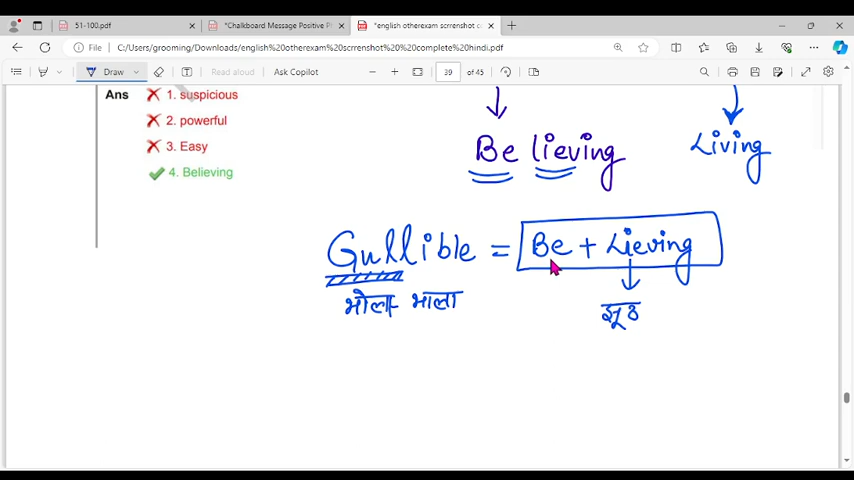 51-100.pdf
*Chalkboard Message Positive P
*english otherexam scrrenshot c
File
C:/Users/grooming/Downloads/english%20otherexam%20scrrenshot%20%20complete%20hindi.pdf
Draw
Read aloud
Ask Copilot
39 of 45
Ans
1. suspicious
2. powerful
3. Easy
4. Believing
Be lieving
Living
Gullible = Be + Lieving
भोला भाला
झूठ